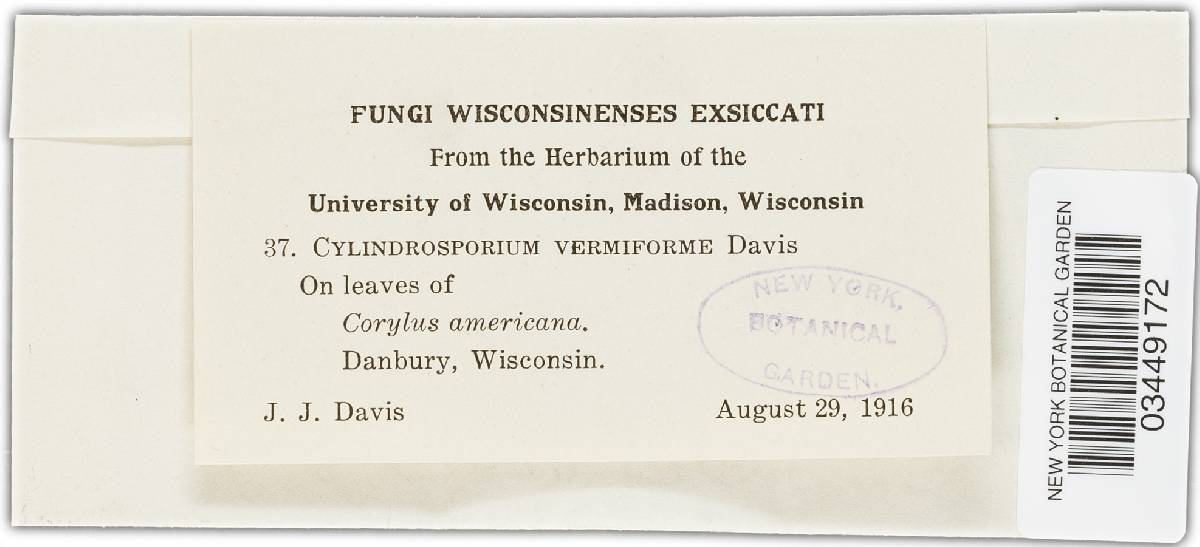 FUNGI WISCONSINENSES EXSICCATI
From the Herbarium of the
University of Wisconsin, Madison, Wisconsin
37. CYLINDROSPORIUM VERMIFORME Davis
On leaves of
Corylus americana.
Danbury, Wisconsin.
J. J. Davis
August 29, 1916
NEW YORK,
BOTANICAL
GARDEN.
NEW YORK BOTANICAL GARDEN
03449172